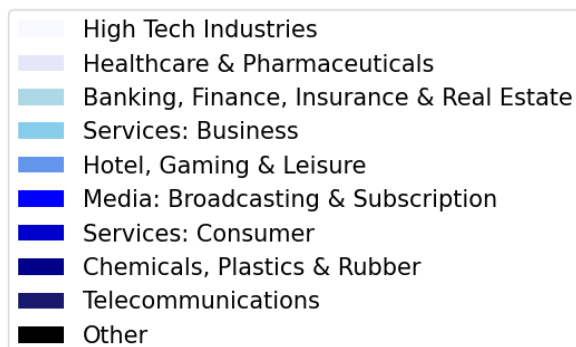 High Tech Industries
Healthcare & Pharmaceuticals
Banking, Finance, Insurance & Real Estate
Services: Business
Hotel, Gaming & Leisure
Media: Broadcasting & Subscription
Services: Consumer
Chemicals, Plastics & Rubber
Telecommunications
Other